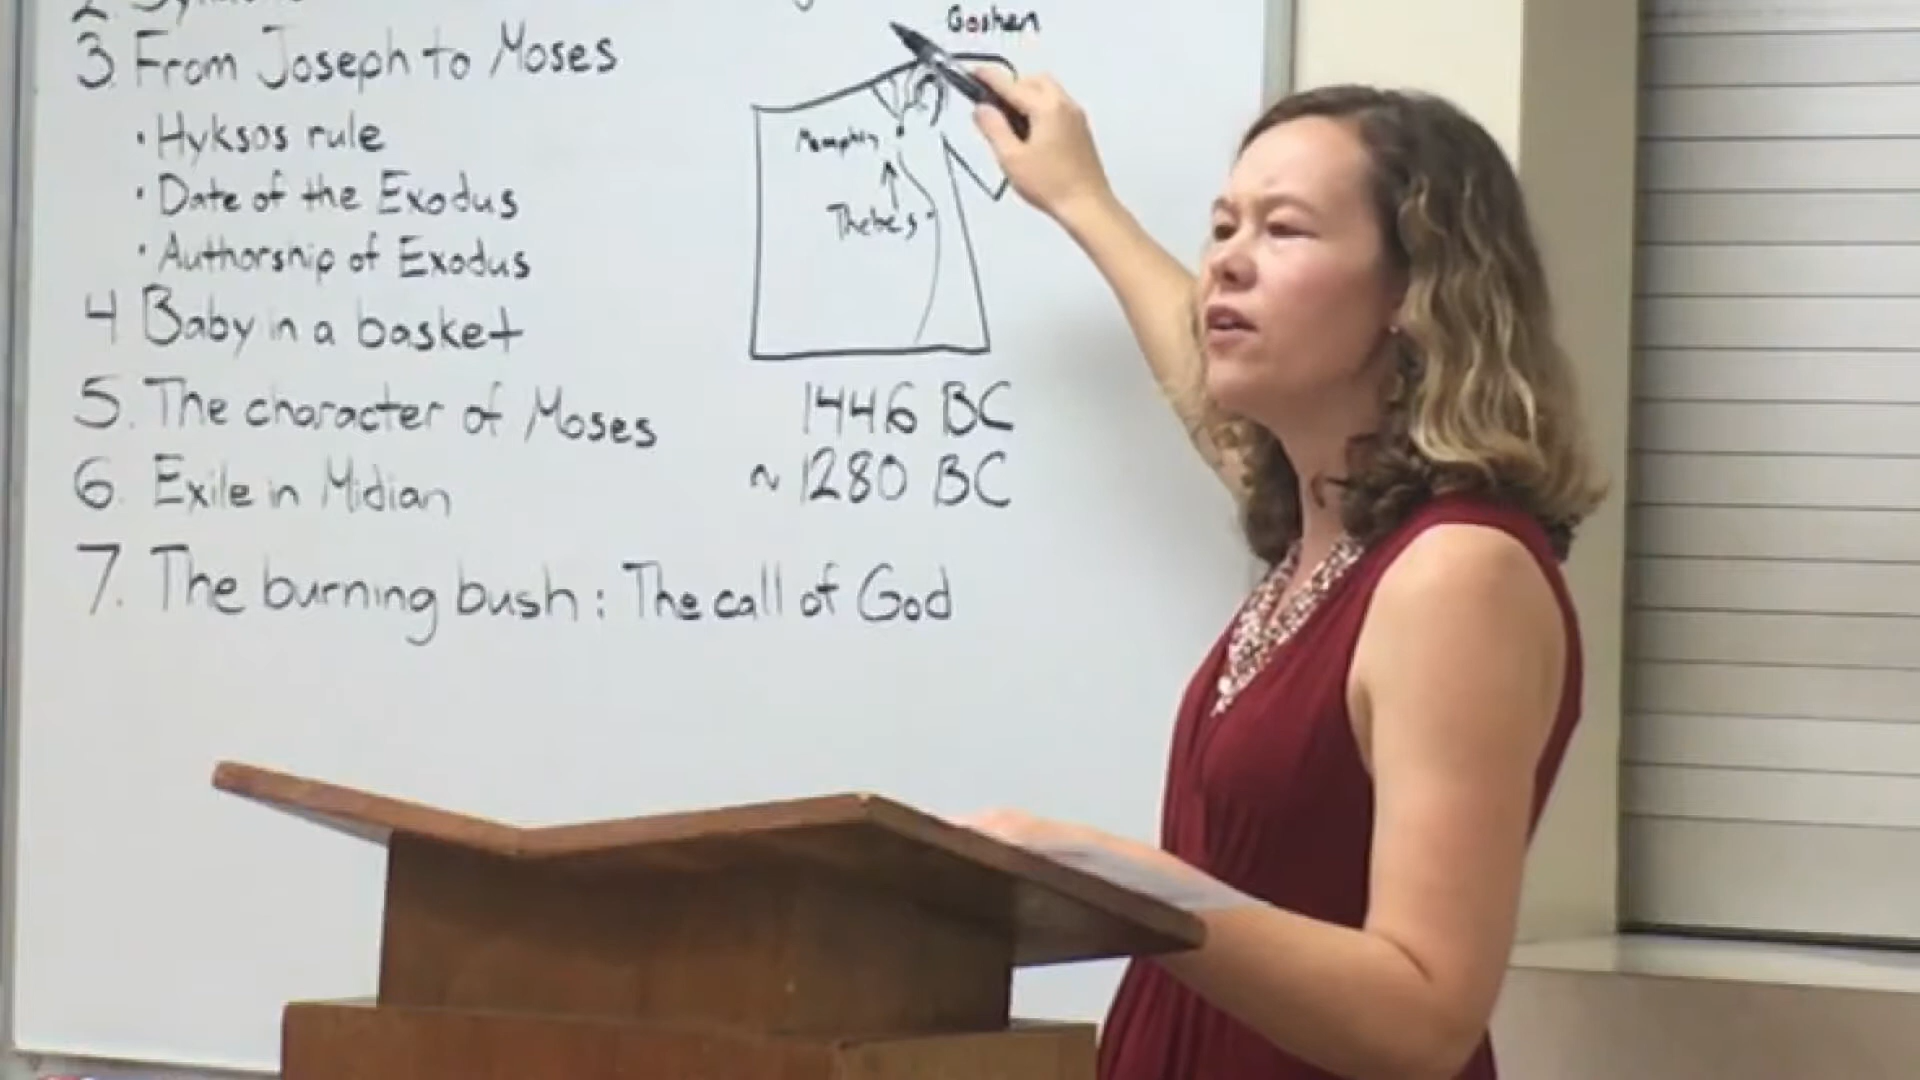 3. From Joseph to Moses
• Hyksos rule
• Date of the Exodus
• Authorship of Exodus
4 Baby in a basket
5. The character of Moses
6. Exile in Midian
7. The burning bush: The call of God
Goshen
Memphis
Thebes
1446 BC
~ 1280 BC